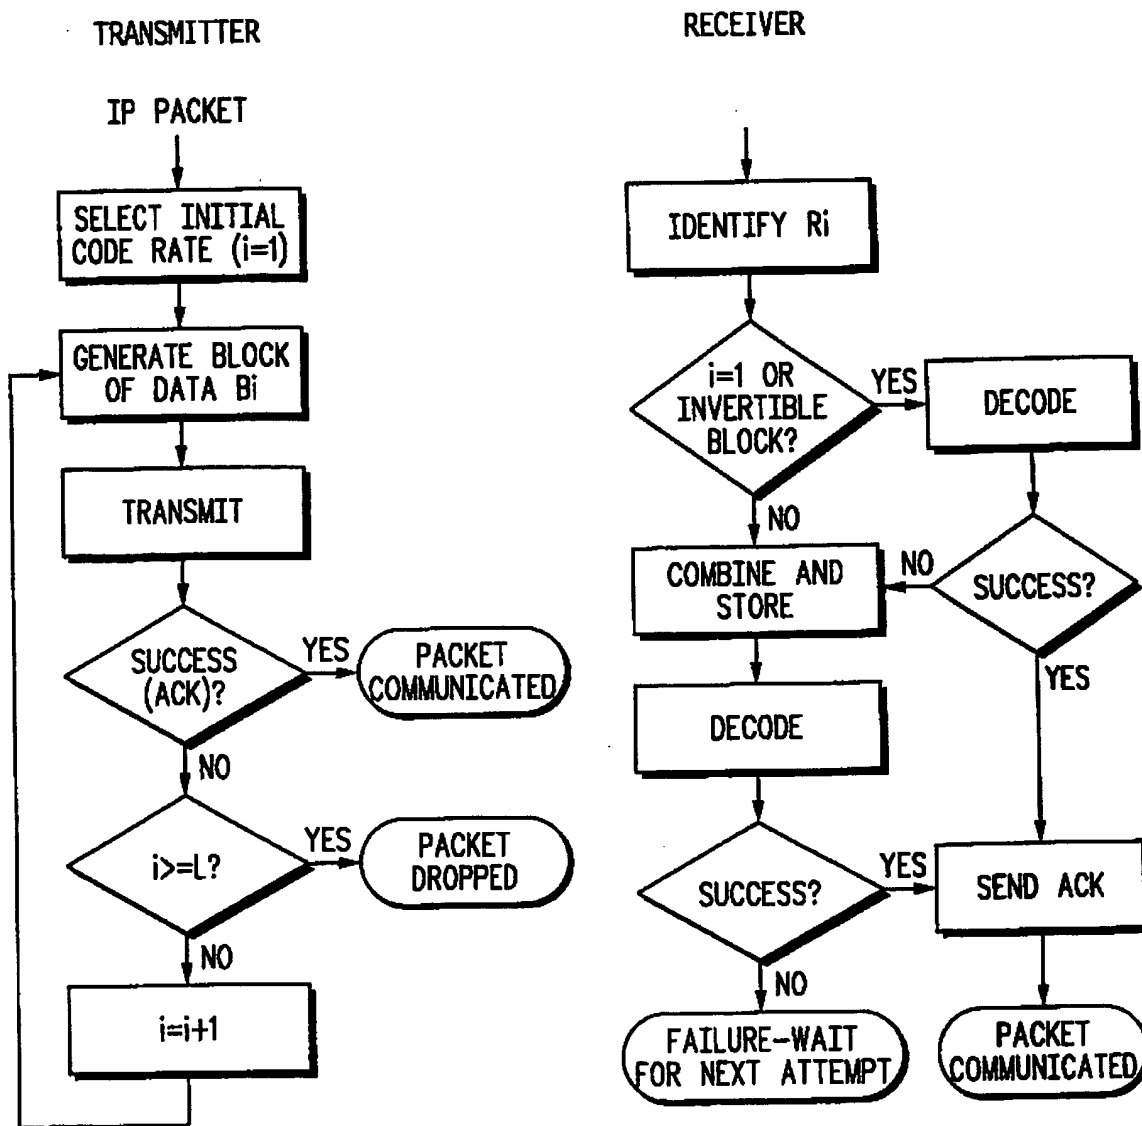 TRANSMITTER
IP PACKET
SELECT INITIAL
CODE RATE (i=1)
GENERATE BLOCK
OF DATA Bi
TRANSMIT
SUCCESS
(ACK)?
YES
PACKET
COMMUNICATED
NO
i>=L?
YES
PACKET
DROPPED
NO
i=i+1
RECEIVER
IDENTIFY Ri
i=1 OR
INVERTIBLE
BLOCK?
YES
DECODE
NO
SUCCESS?
NO
COMBINE AND
STORE
YES
DECODE
SUCCESS?
YES
SEND ACK
NO
FAILURE-WAIT
FOR NEXT ATTEMPT
PACKET
COMMUNICATED